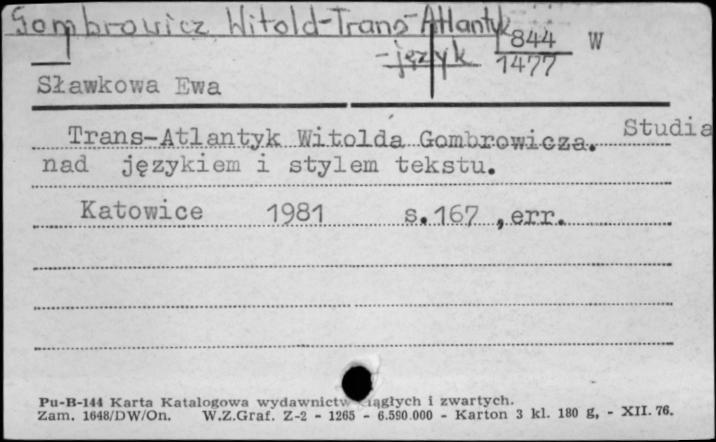 Gombrowicz Witold-Trans-Atlantyk
-język
844 W
1477
Sławkowa Ewa
Trans-Atlantyk Witolda Gombrowicza. Studia
nad językiem i stylem tekstu.
Katowice 1981 s.167 ,err.
Pu-B-144 Karta Katalogowa wydawnictw ciągłych i zwartych.
Zam. 1648/DW/On. W.Z.Graf. Z-2 - 1265 - 6.590.000 - Karton 3 kl. 180 g, - XII. 76.